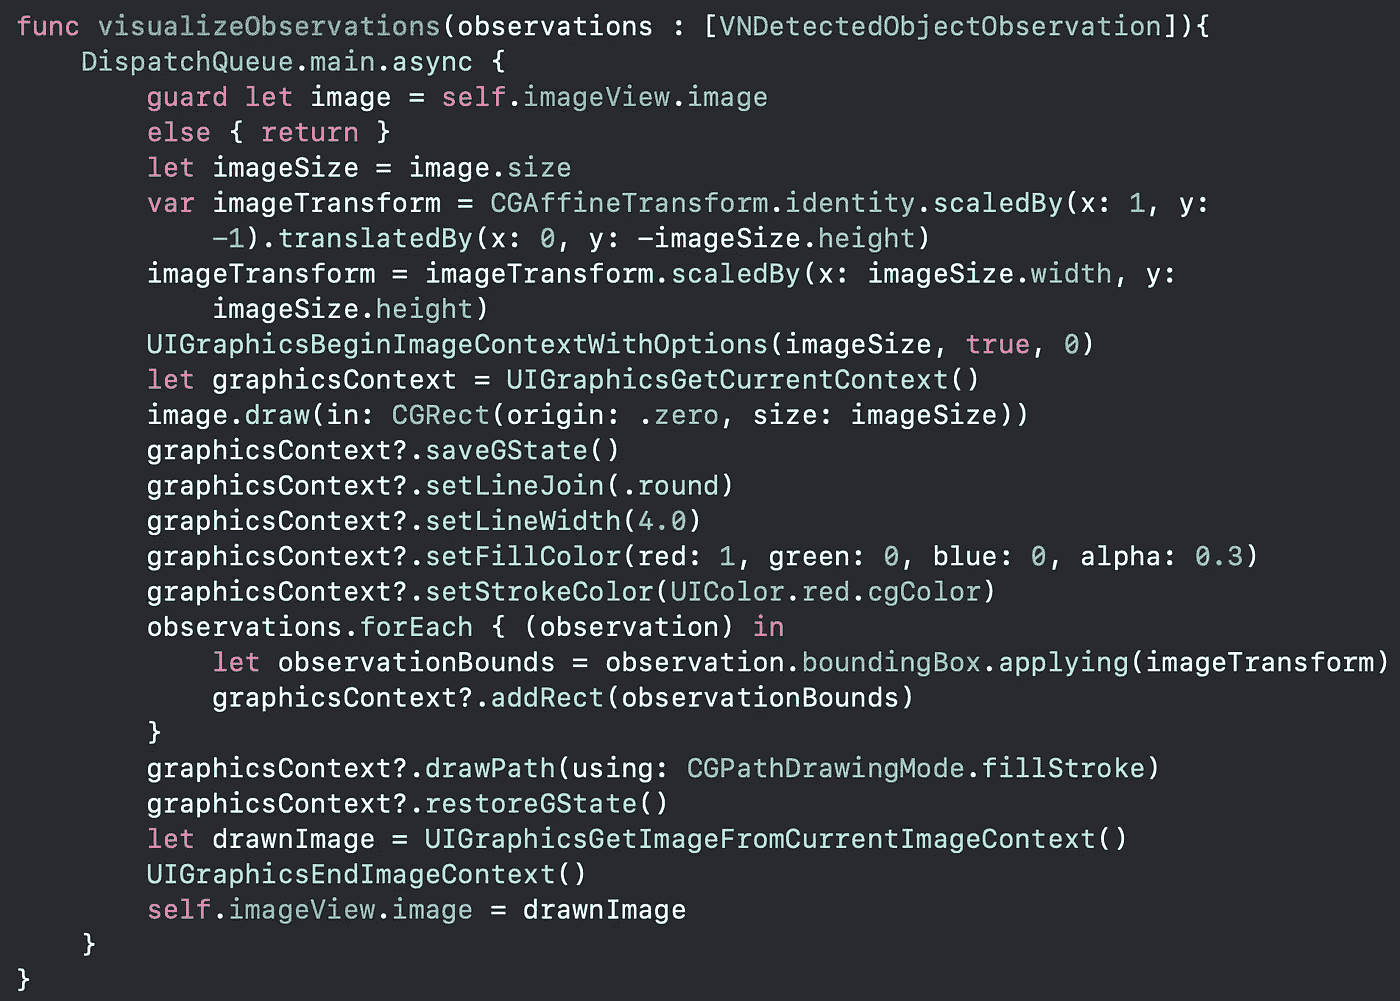 func visualizeObservations(observations : [VNDetectedObjectObservation]){
    DispatchQueue.main.async {
        guard let image = self.imageView.image
        else { return }
        let imageSize = image.size
        var imageTransform = CGAffineTransform.identity.scaledBy(x: 1, y:
            -1).translatedBy(x: 0, y: -imageSize.height)
        imageTransform = imageTransform.scaledBy(x: imageSize.width, y:
            imageSize.height)
        UIGraphicsBeginImageContextWithOptions(imageSize, true, 0)
        let graphicsContext = UIGraphicsGetCurrentContext()
        image.draw(in: CGRect(origin: .zero, size: imageSize))
        graphicsContext?.saveGState()
        graphicsContext?.setLineJoin(.round)
        graphicsContext?.setLineWidth(4.0)
        graphicsContext?.setFillColor(red: 1, green: 0, blue: 0, alpha: 0.3)
        graphicsContext?.setStrokeColor(UIColor.red.cgColor)
        observations.forEach { (observation) in
            let observationBounds = observation.boundingBox.applying(imageTransform)
            graphicsContext?.addRect(observationBounds)
        }
        graphicsContext?.drawPath(using: CGPathDrawingMode.fillStroke)
        graphicsContext?.restoreGState()
        let drawnImage = UIGraphicsGetImageFromCurrentImageContext()
        UIGraphicsEndImageContext()
        self.imageView.image = drawnImage
    }
}